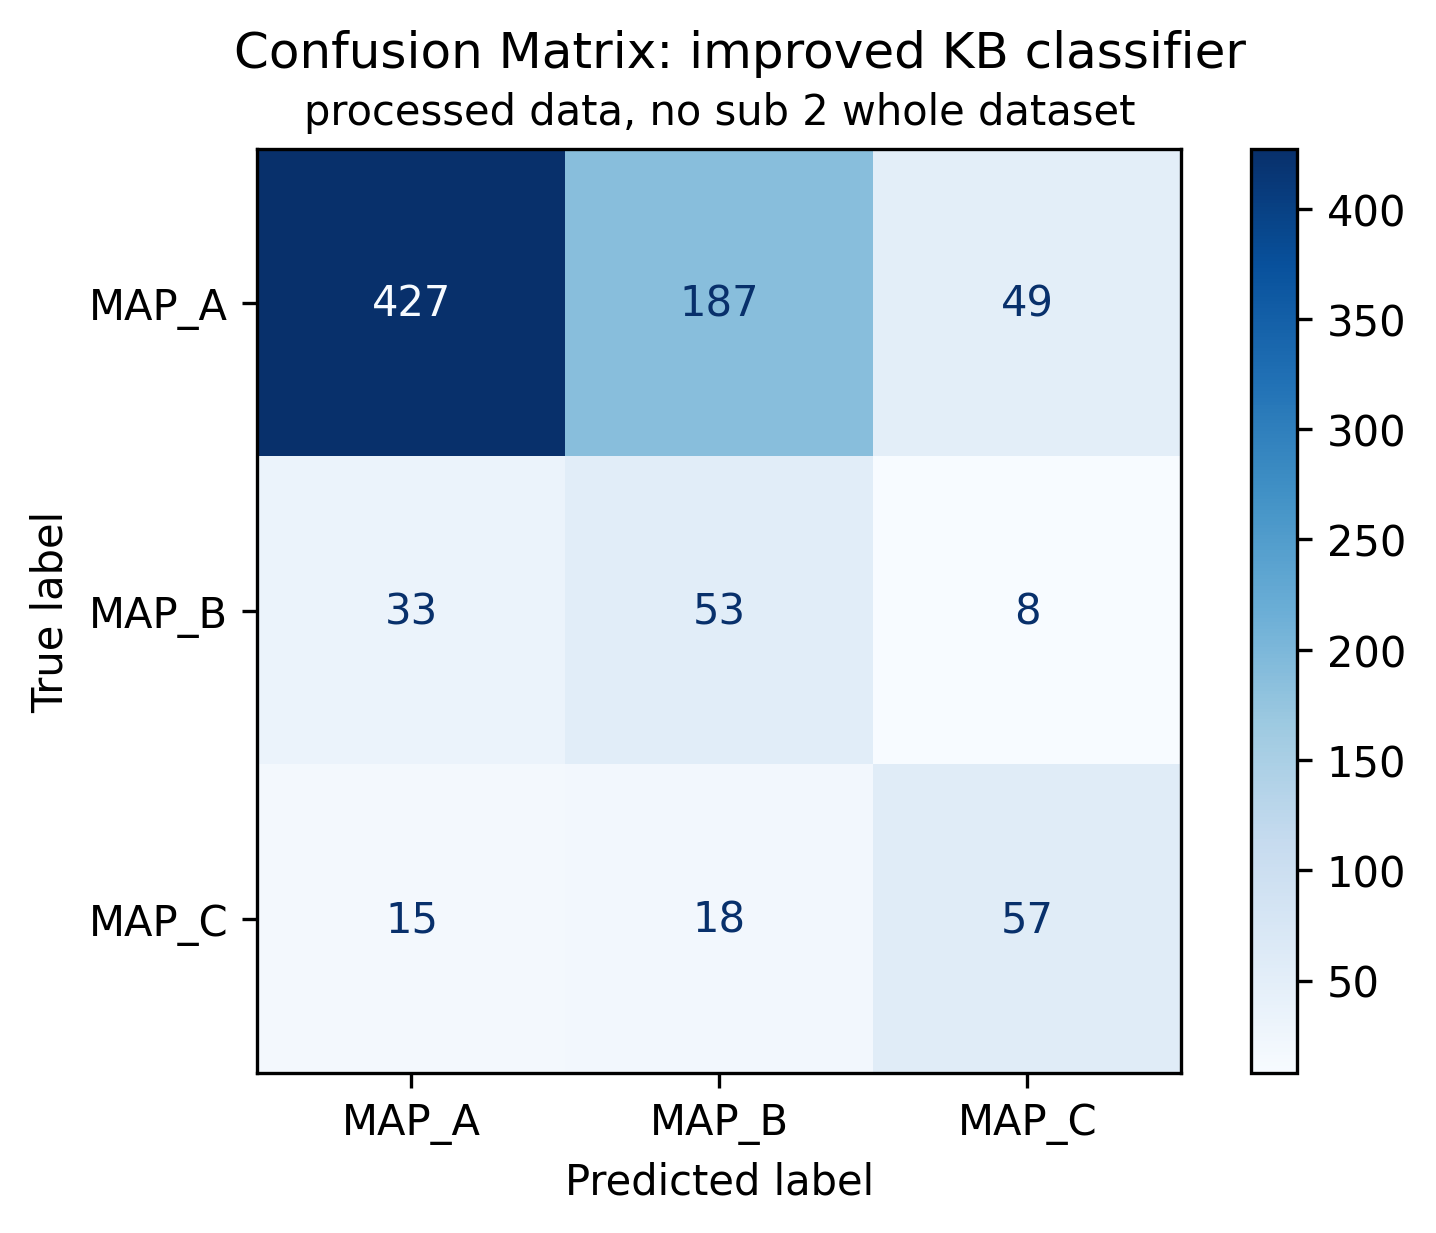 Confusion Matrix: improved KB classifier
processed data, no sub 2 whole dataset
True label
MAP_A 427 187 49
MAP_B 33 53 8
MAP_C 15 18 57
MAP_A MAP_B MAP_C
Predicted label
400
350
300
250
200
150
100
50